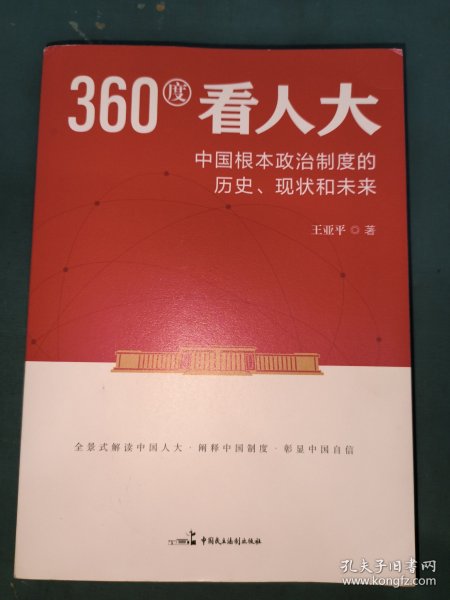 360度看人大
中国根本政治制度的
历史、现状和未来
王亚平◎著
全景式解读中国人大·阐释中国制度·彰显中国自信
中国民主法制出版社
孔夫子旧书网
www.kongfz.com